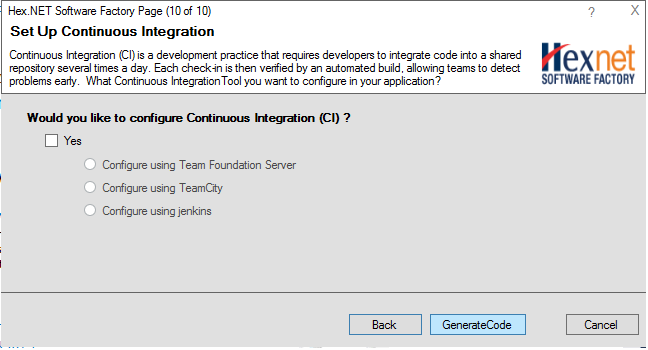 Hex.NET Software Factory Page (10 of 10)
? X
Set Up Continuous Integration
Continuous Integration (CI) is a development practice that requires developers to integrate code into a shared
repository several times a day. Each check-in is then verified by an automated build, allowing teams to detect
problems early. What Continuous IntegrationTool you want to configure in your application?
Hexnet
SOFTWARE FACTORY
Would you like to configure Continuous Integration (CI) ?
Yes
Configure using Team Foundation Server
Configure using TeamCity
Configure using jenkins
Back GenerateCode Cancel